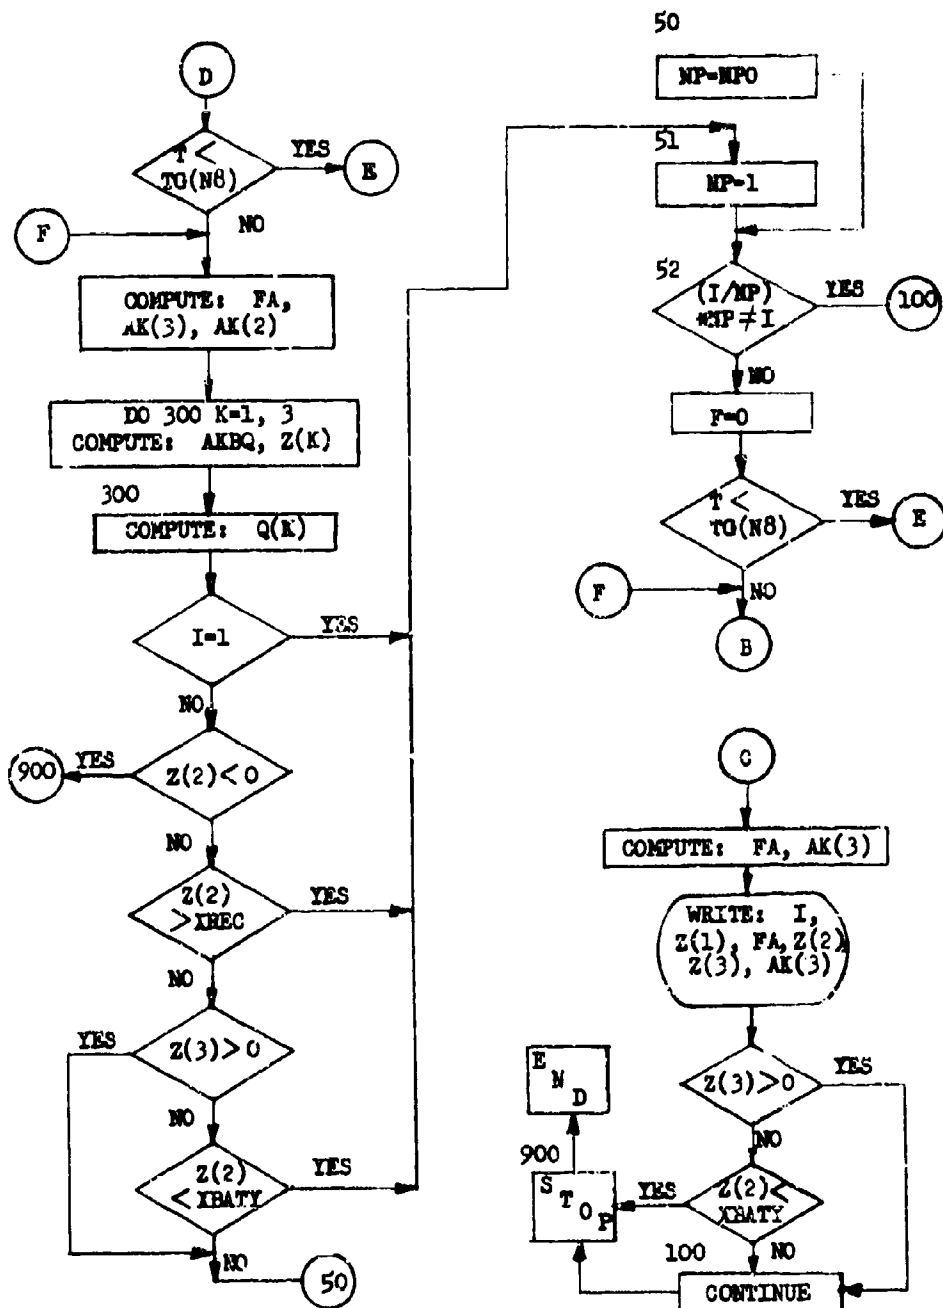 D
T <
TG(N8)
YES
E
NO
F
COMPUTE: FA,
AK(3), AK(2)
DO 300 K=1, 3
COMPUTE: AKBQ, Z(K)
300
COMPUTE: Q(K)
I=1
YES
NO
Z(2)<0
YES
900
NO
Z(2)
>XREC
YES
NO
Z(3)>0
YES
NO
Z(2)
<XBATY
YES
NO
50
50
NP=NPO
51
NP=1
52
(I/NP)
*NP≠I
YES
100
NO
F=0
T <
TG(N8)
YES
E
F
NO
B
C
COMPUTE: FA, AK(3)
WRITE: I,
Z(1), FA, Z(2)
Z(3), AK(3)
Z(3)>0
YES
NO
END
900
STOP
YES
Z(2)<
XBATY
NO
100
CONTINUE